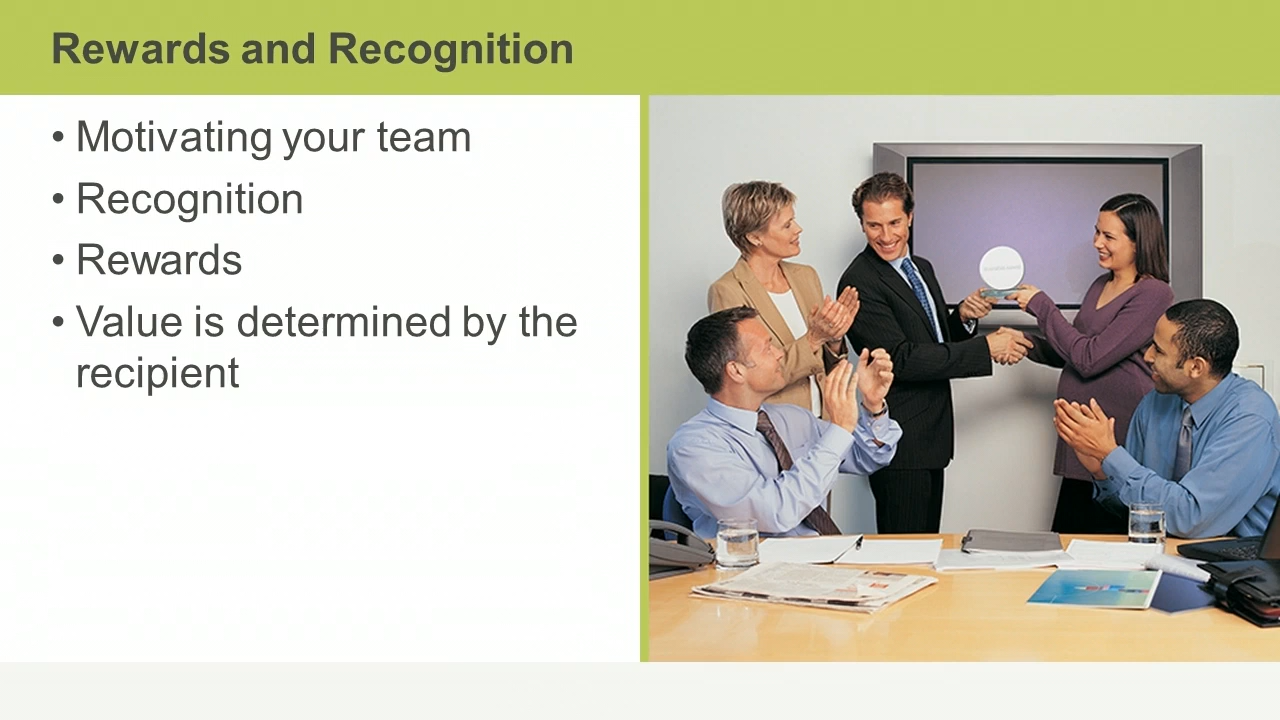 Rewards and Recognition
• Motivating your team
• Recognition
• Rewards
• Value is determined by the
recipient